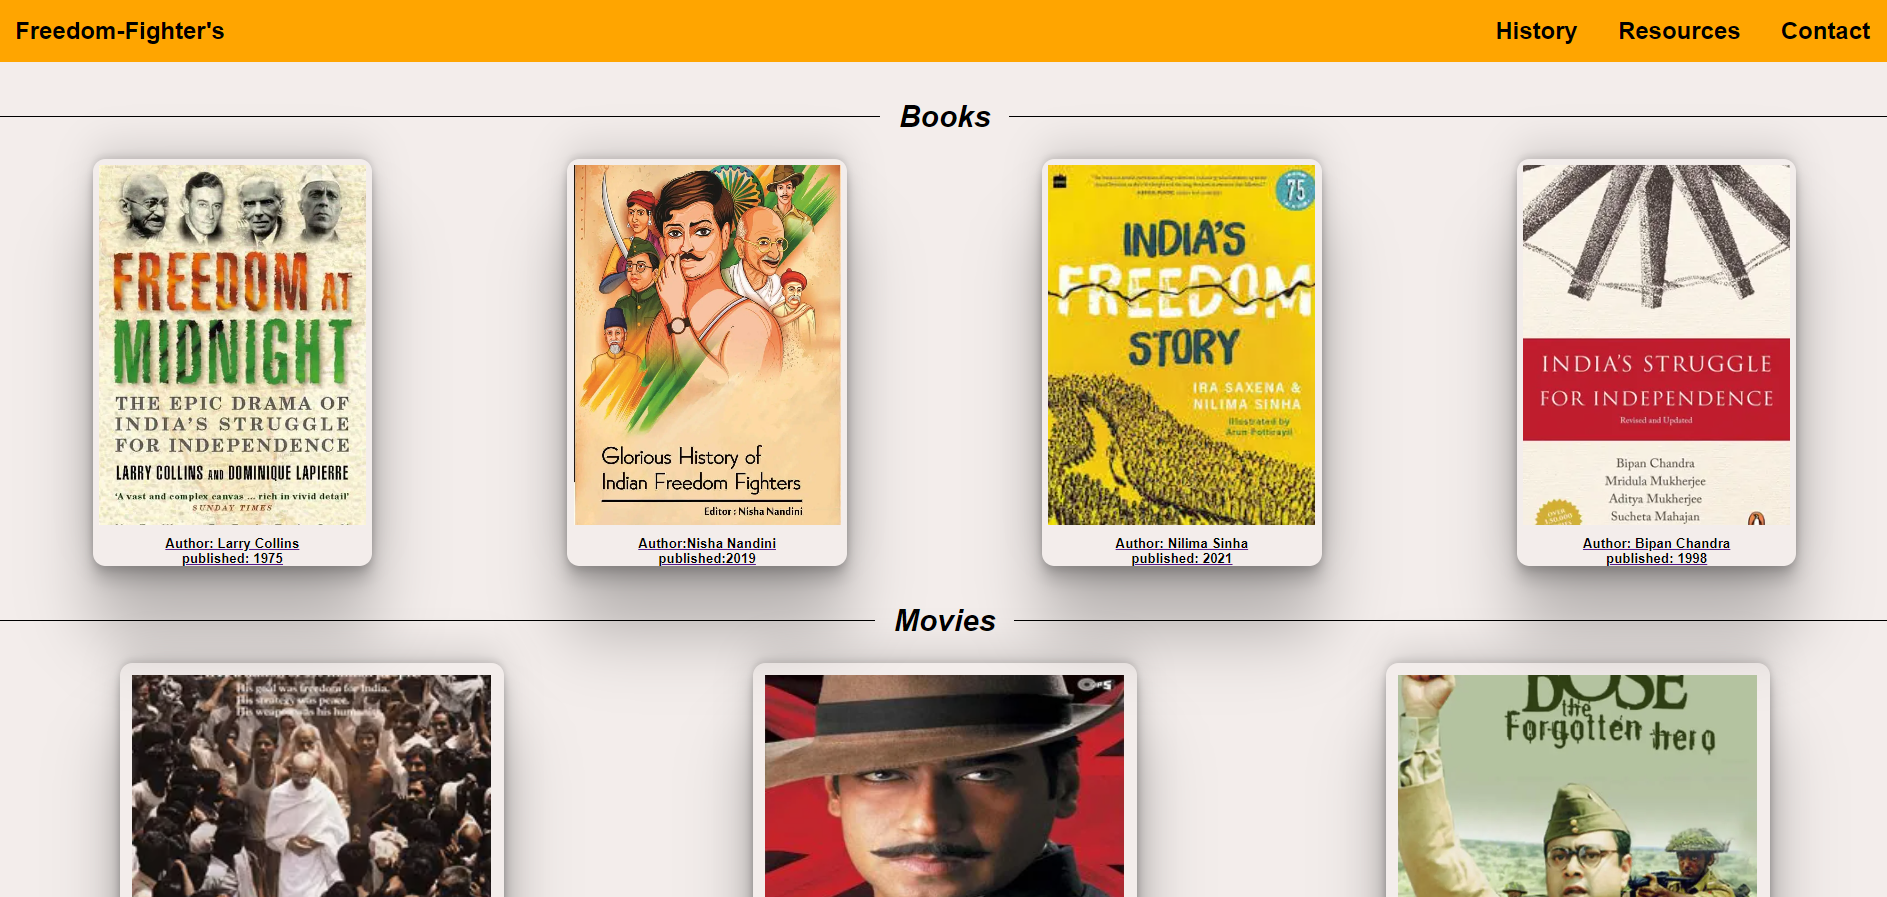 Freedom-Fighter's
History
Resources
Contact
Books
FREEDOM AT
MIDNIGHT
THE EPIC DRAMA OF
INDIA'S STRUGGLE
FOR INDEPENDENCE
LARRY COLLINS AND DOMINIQUE LAPIERRE
'A vast and complex canvas ... rich in vivid detail'
SUNDAY TIMES
Author: Larry Collins
published: 1975
Glorious History of
Indian Freedom Fighters
Editor : Nisha Nandini
Author:Nisha Nandini
published:2019
75
INDIA'S
FREEDOM
STORY
IRA SAXENA &
NILIMA SINHA
Illustrated by
Arun Pottirayil
Author: Nilima Sinha
published: 2021
INDIA'S STRUGGLE
FOR INDEPENDENCE
Revised and Updated
Bipan Chandra
Mridula Mukherjee
Aditya Mukherjee
Sucheta Mahajan
OVER
Author: Bipan Chandra
published: 1998
Movies
His goal was freedom for India.
His strategy was peace.
His weapon was his humanity.
TIPS
BOSE
the
Forgotten hero